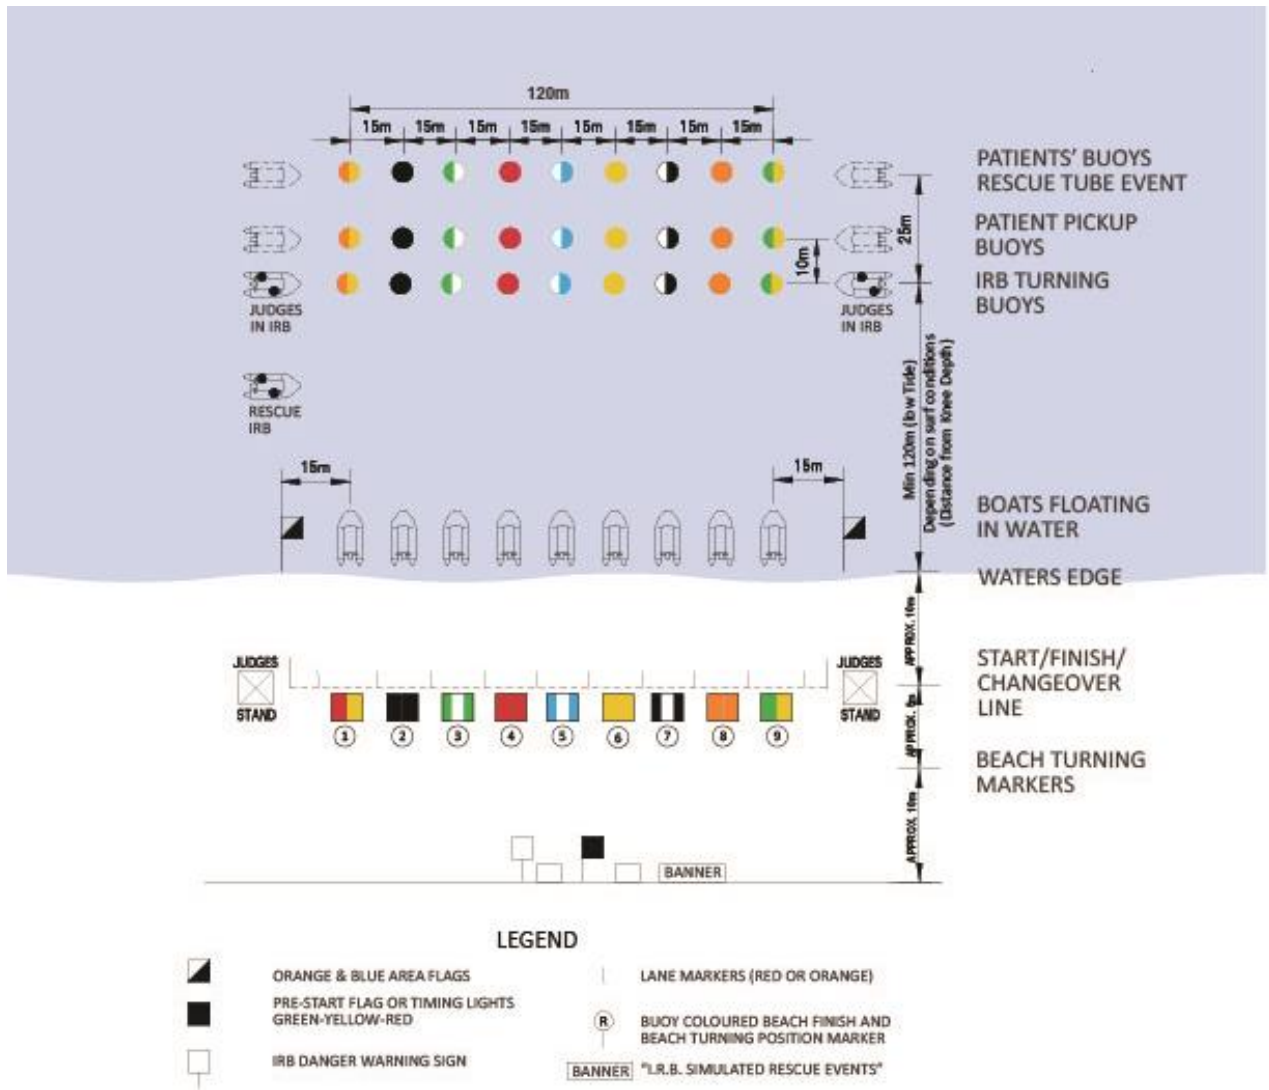 120m
15m 15m 15m 15m 15m 15m 15m 15m
PATIENTS' BUOYS
RESCUE TUBE EVENT
PATIENT PICKUP
BUOYS
25m
10m
IRB TURNING
BUOYS
JUDGES
IN IRB
JUDGES
IN IRB
RESCUE
IRB
Miin 120m (low Tide)
Depending on surf conditions
(Distance from Knee Depth)
15m
15m
BOATS FLOATING
IN WATER
WATERS EDGE
APPROX. 10m
JUDGES
STAND
JUDGES
STAND
START/FINISH/
CHANGEOVER
LINE
1 2 3 4 5 6 7 8 9
BEACH TURNING
MARKERS
APPROX. 10m
BANNER
LEGEND
ORANGE & BLUE AREA FLAGS
PRE-START FLAG OR TIMING LIGHTS
GREEN-YELLOW-RED
IRB DANGER WARNING SIGN
LANE MARKERS (RED OR ORANGE)
R
BUOY COLOURED BEACH FINISH AND
BEACH TURNING POSITION MARKER
BANNER "I.R.B. SIMULATED RESCUE EVENTS"